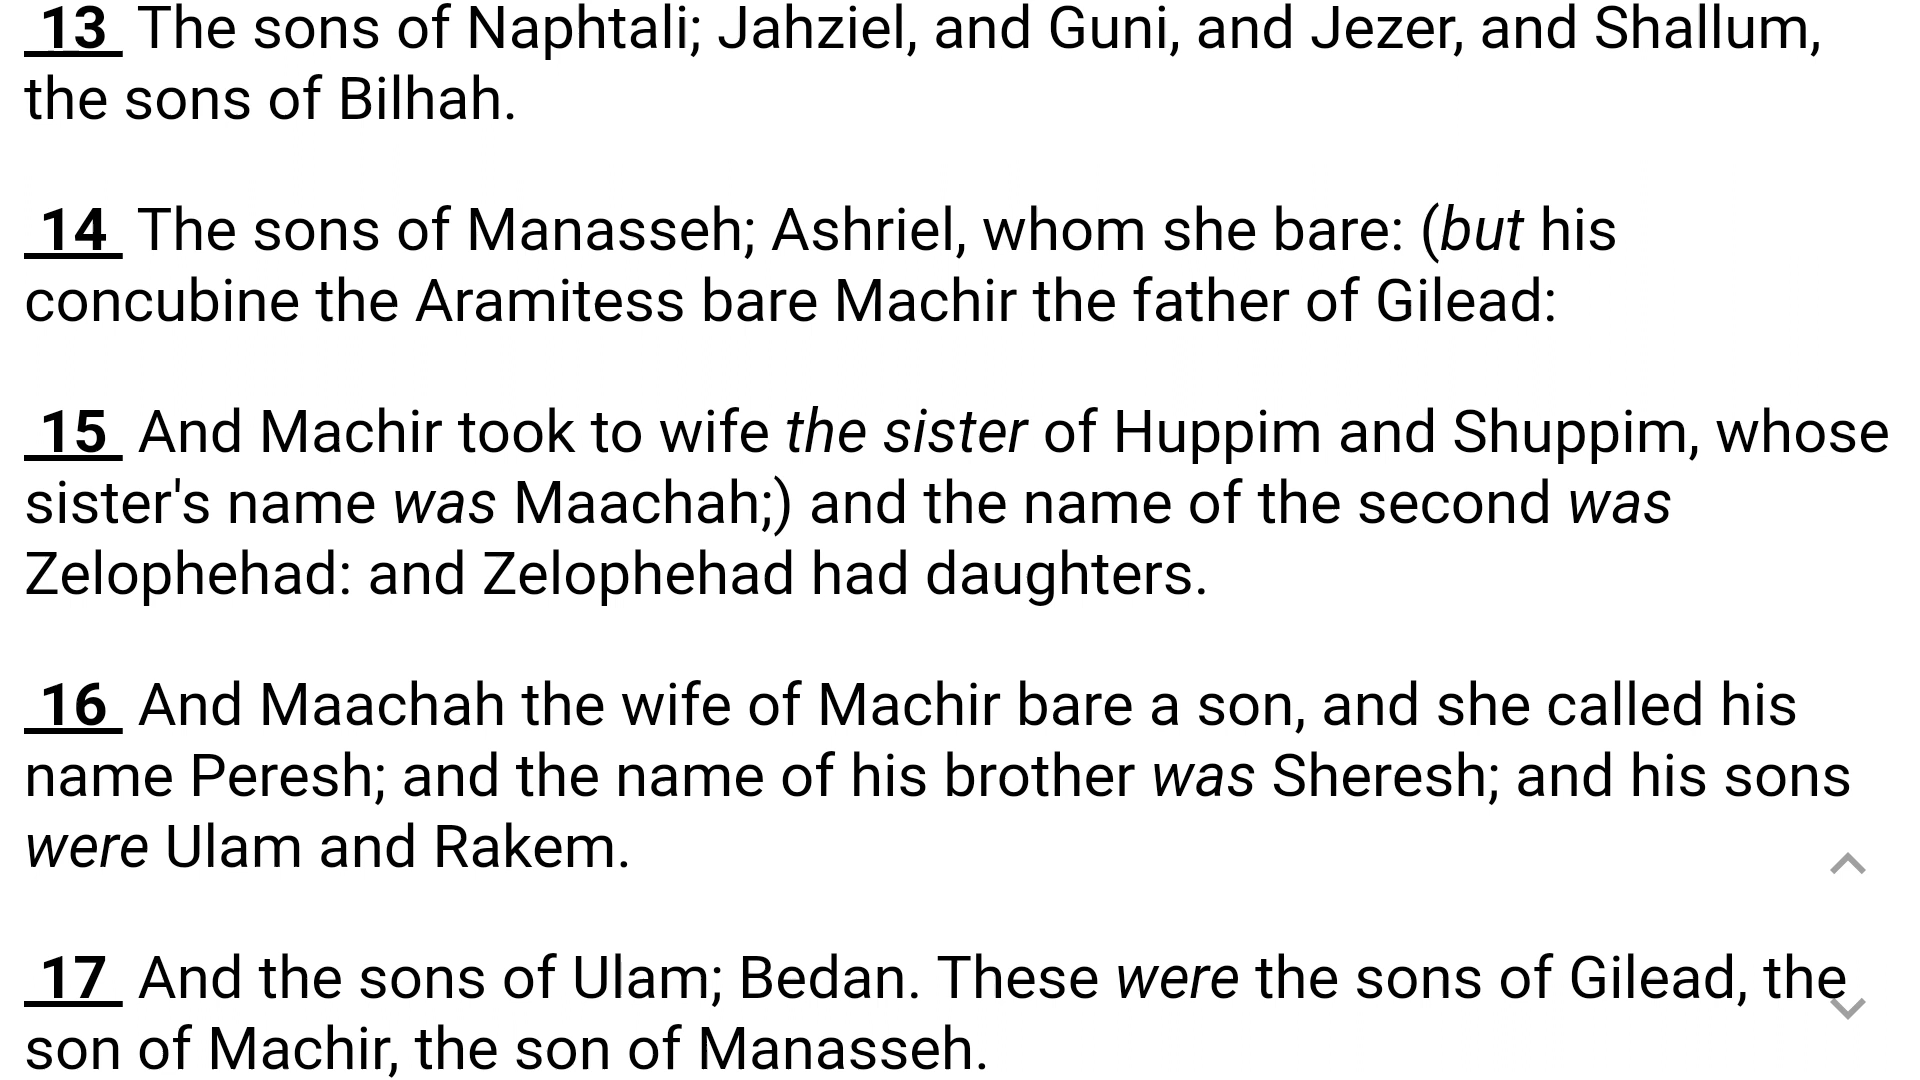 13 The sons of Naphtali; Jahziel, and Guni, and Jezer, and Shallum,
the sons of Bilhah.
14 The sons of Manasseh; Ashriel, whom she bare: (but his
concubine the Aramitess bare Machir the father of Gilead:
15 And Machir took to wife the sister of Huppim and Shuppim, whose
sister's name was Maachah;) and the name of the second was
Zelophehad: and Zelophehad had daughters.
16 And Maachah the wife of Machir bare a son, and she called his
name Peresh; and the name of his brother was Sheresh; and his sons
were Ulam and Rakem.
17 And the sons of Ulam; Bedan. These were the sons of Gilead, the
son of Machir, the son of Manasseh.